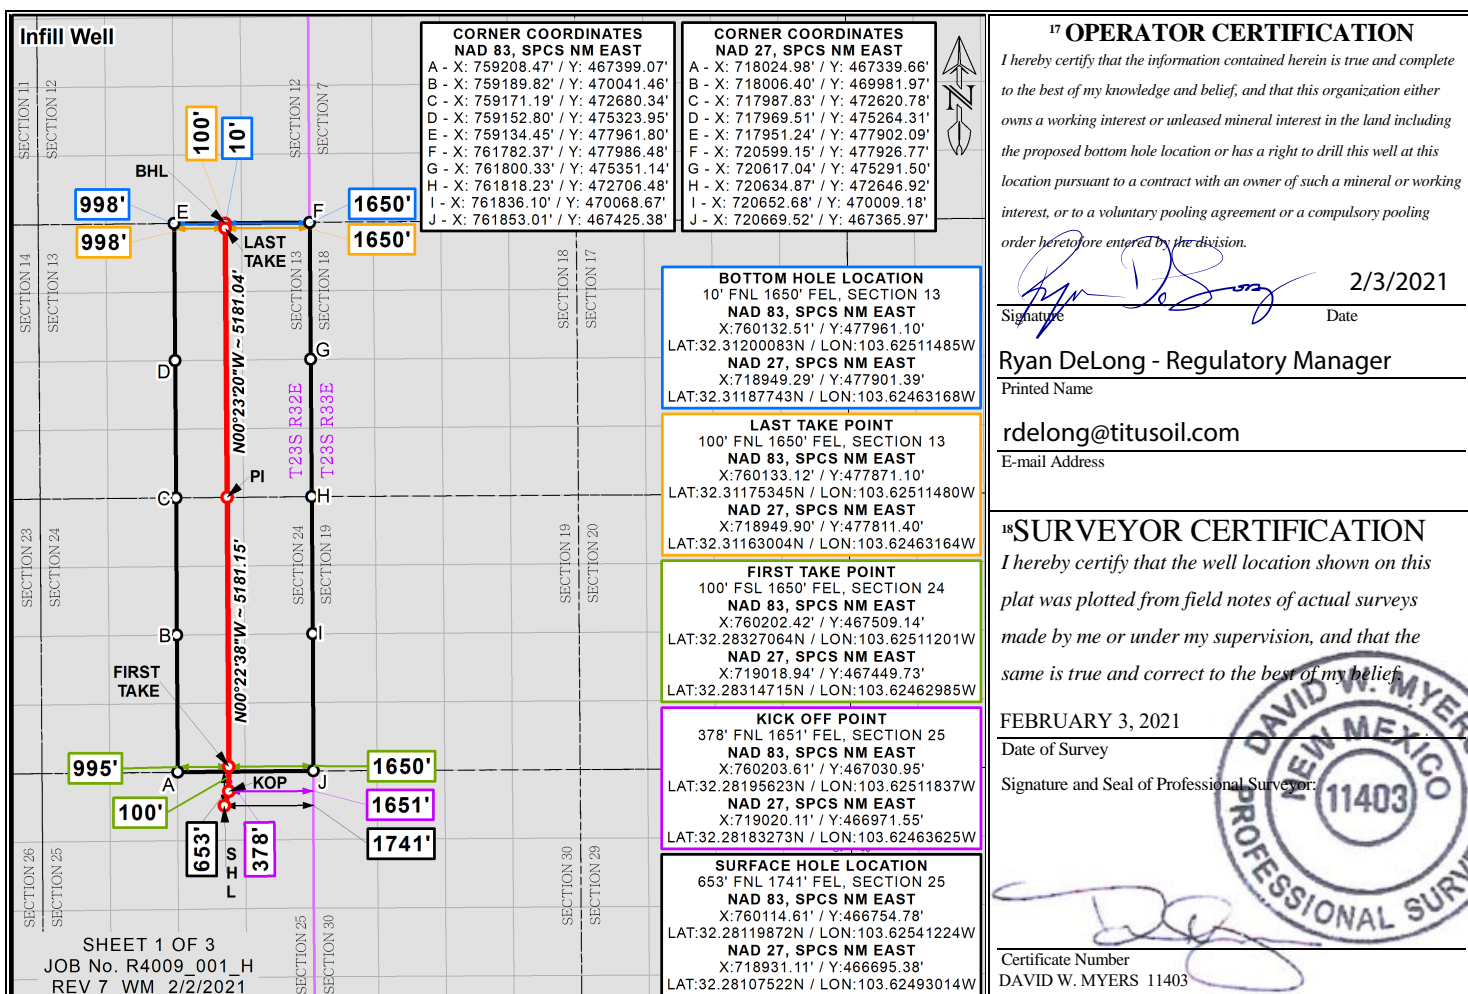 Infill Well
SECTION 11
SECTION 12
SECTION 12
SECTION 7
100'
10'
BHL
998'
E
F
1650'
998'
LAST
TAKE
1650'
SECTION 14
SECTION 13
SECTION 13
SECTION 18
SECTION 18
SECTION 17
N00°23'20"W ~ 5181.04'
G
D
T23S R32E
T23S R33E
PI
C
H
SECTION 23
SECTION 24
SECTION 24
SECTION 19
SECTION 19
SECTION 20
N00°22'38"W ~ 5181.15'
B
I
FIRST
TAKE
995'
1650'
A
KOP
J
1651'
100'
653'
378'
1741'
SHL
SECTION 26
SECTION 25
SECTION 25
SECTION 30
SECTION 30
SECTION 29
SHEET 1 OF 3
JOB No. R4009_001_H
REV 7 WM 2/2/2021
CORNER COORDINATES
NAD 83, SPCS NM EAST
A - X: 759208.47' / Y: 467399.07'
B - X: 759189.82' / Y: 470041.46'
C - X: 759171.19' / Y: 472680.34'
D - X: 759152.80' / Y: 475323.95'
E - X: 759134.45' / Y: 477961.80'
F - X: 761782.37' / Y: 477986.48'
G - X: 761800.33' / Y: 475351.14'
H - X: 761818.23' / Y: 472706.48'
I - X: 761836.10' / Y: 470068.67'
J - X: 761853.01' / Y: 467425.38'
CORNER COORDINATES
NAD 27, SPCS NM EAST
A - X: 718024.98' / Y: 467339.66'
B - X: 718006.40' / Y: 469981.97'
C - X: 717987.83' / Y: 472620.78'
D - X: 717969.51' / Y: 475264.31'
E - X: 717951.24' / Y: 477902.09'
F - X: 720599.15' / Y: 477926.77'
G - X: 720617.04' / Y: 475291.50'
H - X: 720634.87' / Y: 472646.92'
I - X: 720652.68' / Y: 470009.18'
J - X: 720669.52' / Y: 467365.97'
N
BOTTOM HOLE LOCATION
10' FNL 1650' FEL, SECTION 13
NAD 83, SPCS NM EAST
X:760132.51' / Y:477961.10'
LAT:32.31200083N / LON:103.62511485W
NAD 27, SPCS NM EAST
X:718949.29' / Y:477901.39'
LAT:32.31187743N / LON:103.62463168W
LAST TAKE POINT
100' FNL 1650' FEL, SECTION 13
NAD 83, SPCS NM EAST
X:760133.12' / Y:477871.10'
LAT:32.31175345N / LON:103.62511480W
NAD 27, SPCS NM EAST
X:718949.90' / Y:477811.40'
LAT:32.31163004N / LON:103.62463164W
FIRST TAKE POINT
100' FSL 1650' FEL, SECTION 24
NAD 83, SPCS NM EAST
X:760202.42' / Y:467509.14'
LAT:32.28327064N / LON:103.62511201W
NAD 27, SPCS NM EAST
X:719018.94' / Y:467449.73'
LAT:32.28314715N / LON:103.62462985W
KICK OFF POINT
378' FNL 1651' FEL, SECTION 25
NAD 83, SPCS NM EAST
X:760203.61' / Y:467030.95'
LAT:32.28195623N / LON:103.62511837W
NAD 27, SPCS NM EAST
X:719020.11' / Y:466971.55'
LAT:32.28183273N / LON:103.62463625W
SURFACE HOLE LOCATION
653' FNL 1741' FEL, SECTION 25
NAD 83, SPCS NM EAST
X:760114.61' / Y:466754.78'
LAT:32.28119872N / LON:103.62541224W
NAD 27, SPCS NM EAST
X:718931.11' / Y:466695.38'
LAT:32.28107522N / LON:103.62493014W
17 OPERATOR CERTIFICATION
I hereby certify that the information contained herein is true and complete
to the best of my knowledge and belief, and that this organization either
owns a working interest or unleased mineral interest in the land including
the proposed bottom hole location or has a right to drill this well at this
location pursuant to a contract with an owner of such a mineral or working
interest, or to a voluntary pooling agreement or a compulsory pooling
order heretofore entered by the division.
2/3/2021
Signature
Date
Ryan DeLong - Regulatory Manager
Printed Name
rdelong@titusoil.com
E-mail Address
18 SURVEYOR CERTIFICATION
I hereby certify that the well location shown on this
plat was plotted from field notes of actual surveys
made by me or under my supervision, and that the
same is true and correct to the best of my belief.
FEBRUARY 3, 2021
Date of Survey
Signature and Seal of Professional Surveyor:
DAVID W. MYERS
NEW MEXICO
11403
PROFESSIONAL
Certificate Number
DAVID W. MYERS 11403